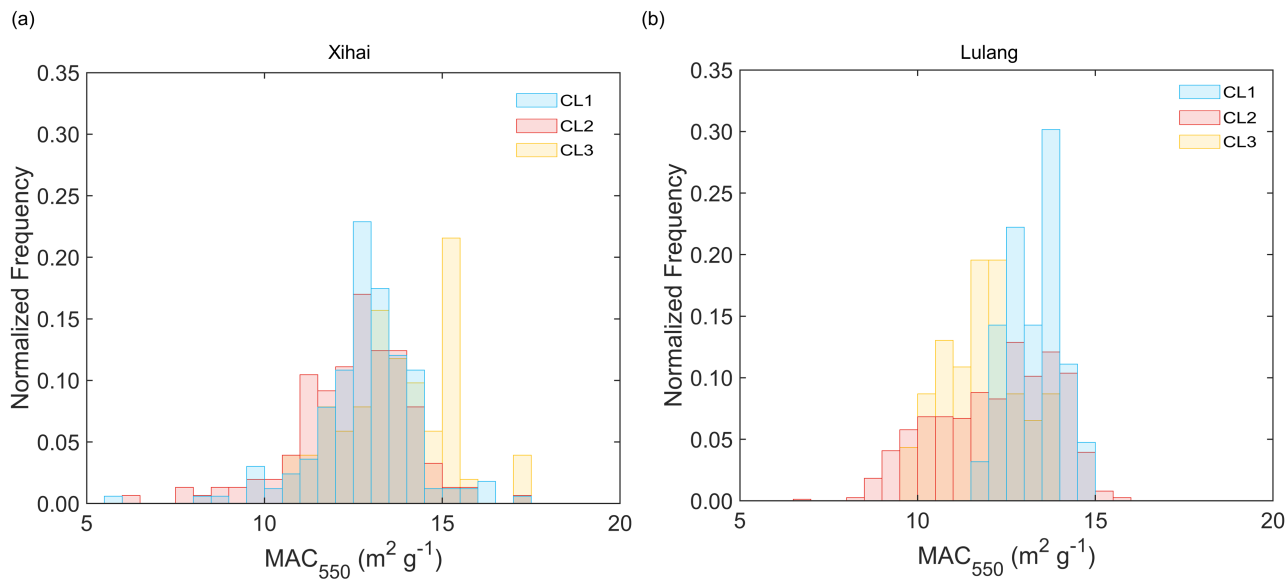 (a)
Xihai
0.35
0.30
0.25
0.20
0.15
0.10
0.05
0.00
Normalized Frequency
CL1
CL2
CL3
5 10 15 20
MAC550 (m2 g-1)
(b)
Lulang
0.35
0.30
0.25
0.20
0.15
0.10
0.05
0.00
Normalized Frequency
CL1
CL2
CL3
5 10 15 20
MAC550 (m2 g-1)